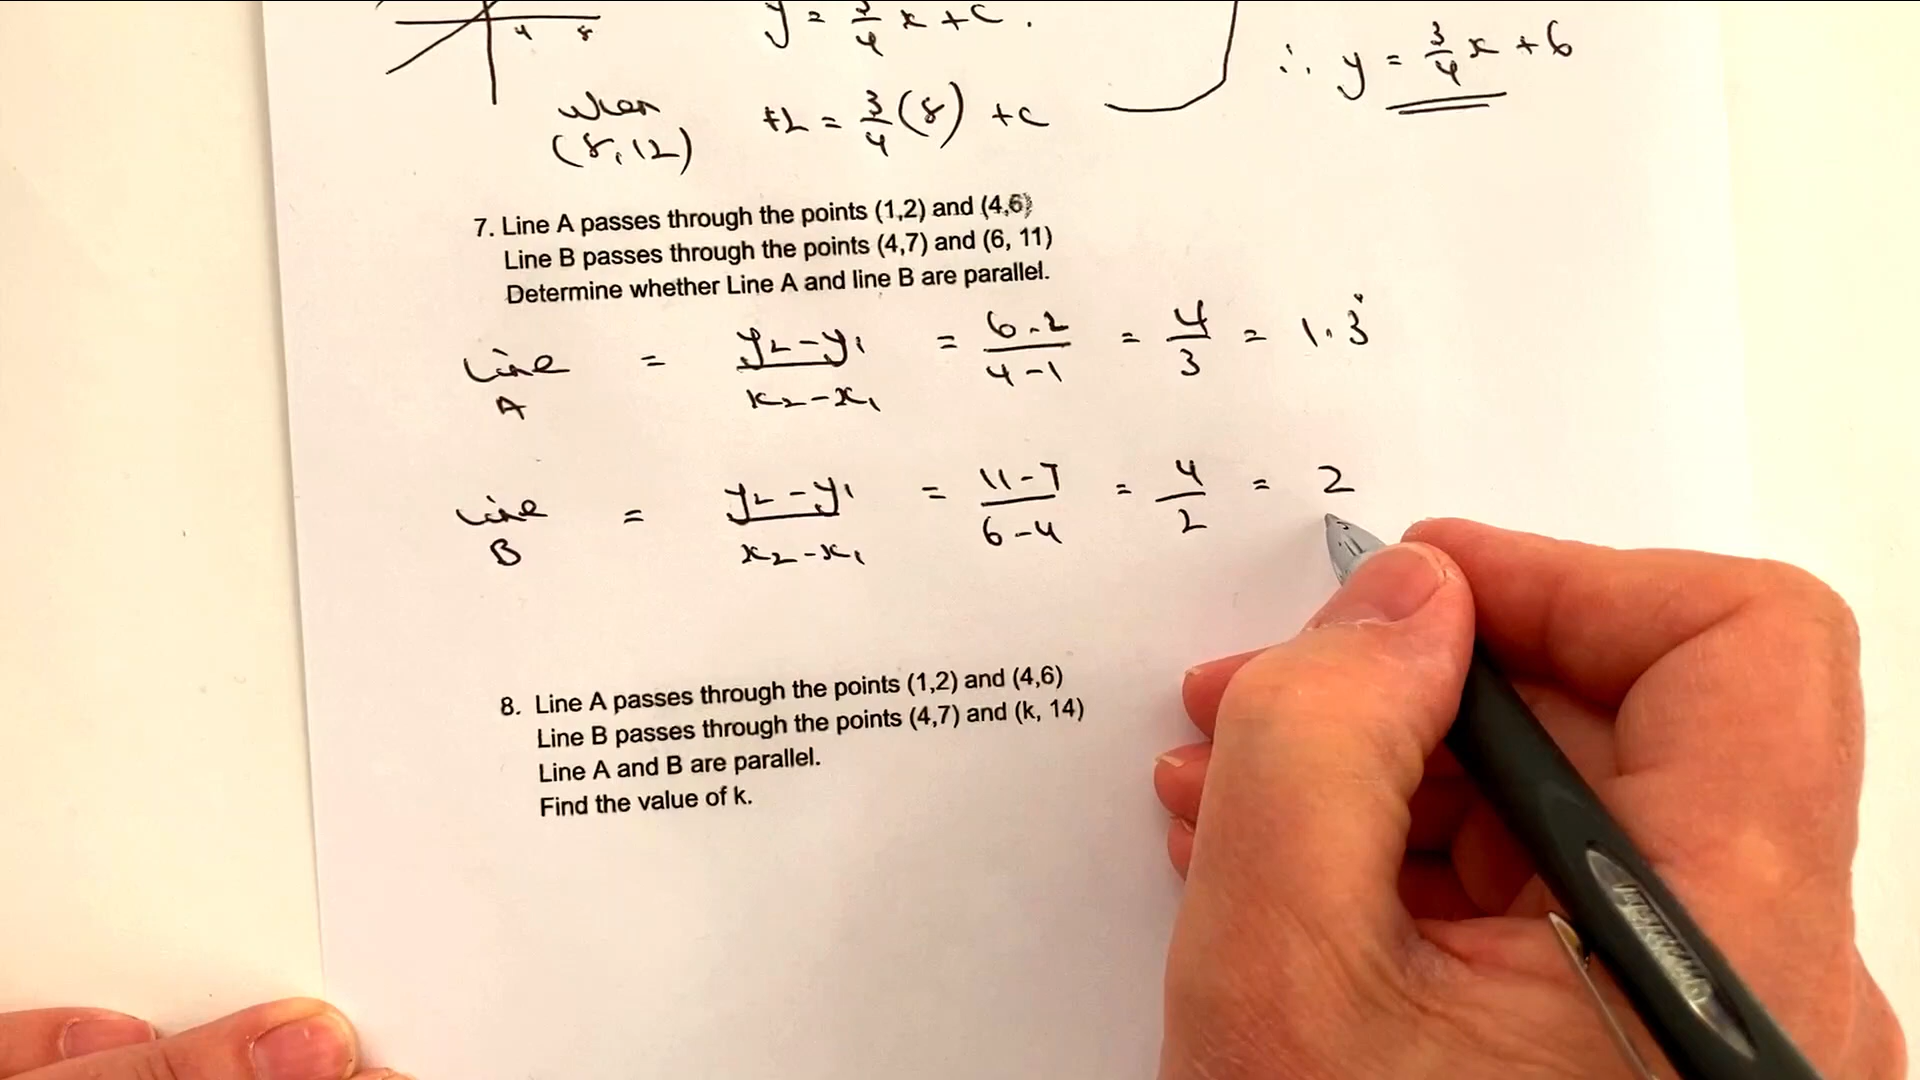 4 8
y = 3/4 x + c .
∴ y = 3/4 x + 6
when
(8,12)
12 = 3/4 (8) + c
7. Line A passes through the points (1,2) and (4,6)
Line B passes through the points (4,7) and (6, 11)
Determine whether Line A and line B are parallel.
Line A = y₂-y₁ / x₂-x₁ = 6-2 / 4-1 = 4/3 = 1.3̇
Line B = y₂-y₁ / x₂-x₁ = 11-7 / 6-4 = 4/2 = 2
8. Line A passes through the points (1,2) and (4,6)
Line B passes through the points (4,7) and (k, 14)
Line A and B are parallel.
Find the value of k.